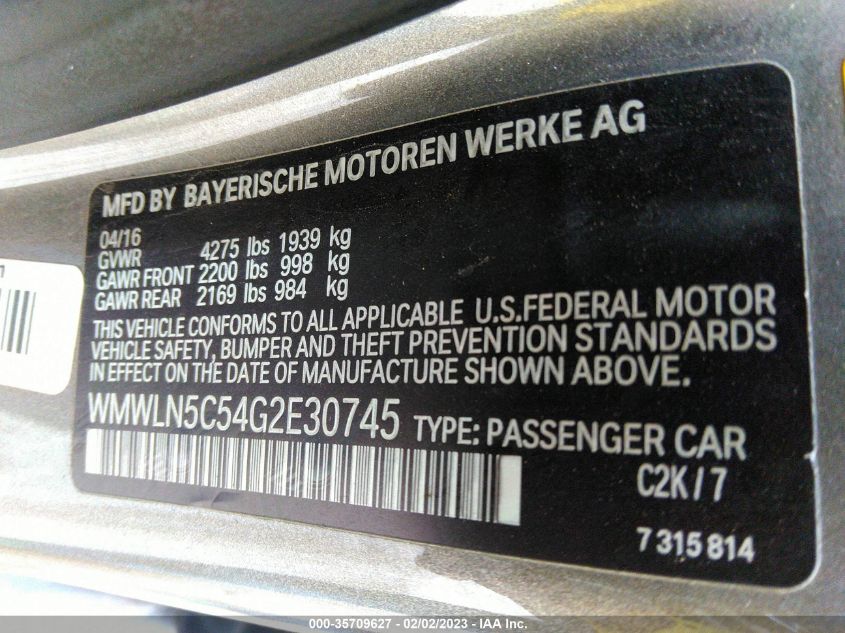 MFD BY BAYERISCHE MOTOREN WERKE AG
04/16
GVWR 4275 lbs 1939 kg
GAWR FRONT 2200 lbs 998 kg
GAWR REAR 2169 lbs 984 kg
THIS VEHICLE CONFORMS TO ALL APPLICABLE U.S.FEDERAL MOTOR
VEHICLE SAFETY, BUMPER AND THEFT PREVENTION STANDARDS
IN EFFECT ON THE DATE OF MANUFACTURE SHOWN ABOVE.
WMWLN5C54G2E30745 TYPE: PASSENGER CAR
C2K/7
7315814
000-35709627 - 02/02/2023 - IAA Inc.